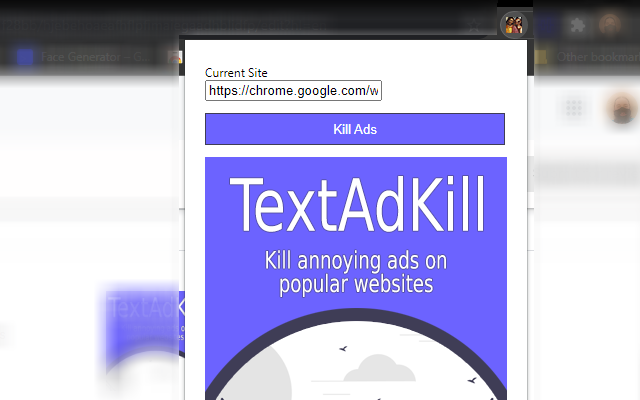 Face Generator – G
Other bookmar
Current Site
https://chrome.google.com/w
Kill Ads
TextAdKill
Kill annoying ads on
popular websites
TextAdK